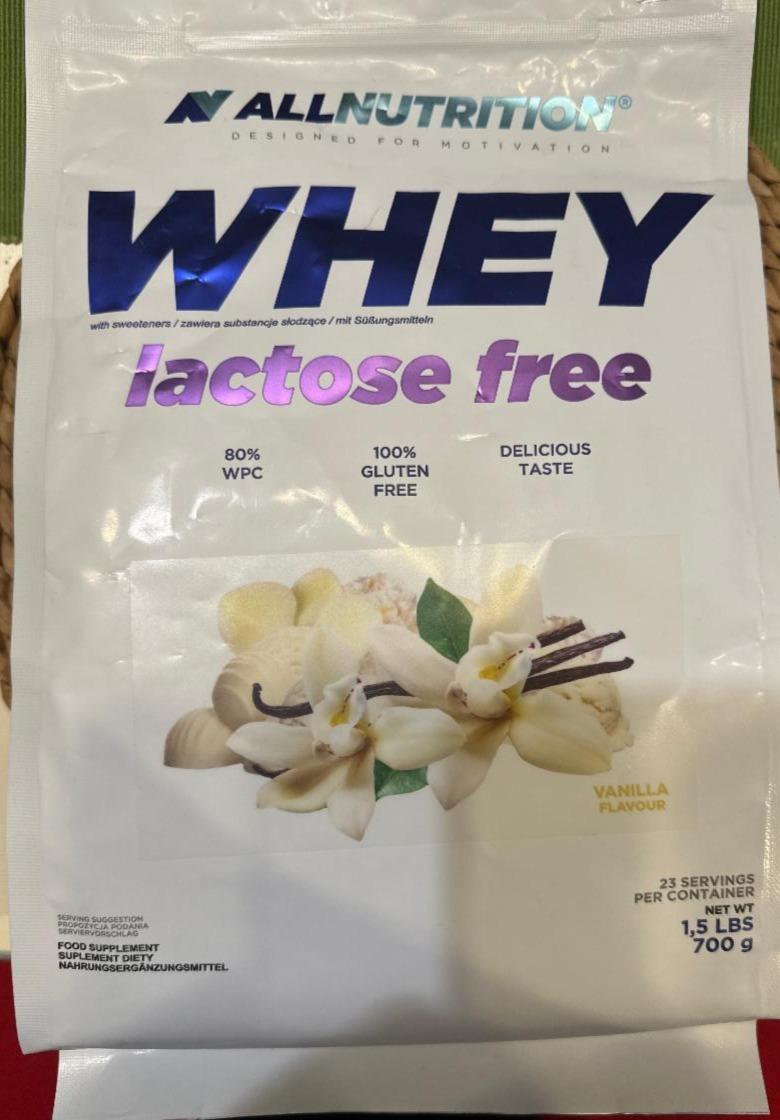 ALLNUTRITION®
DESIGNED FOR MOTIVATION
WHEY
with sweeteners / zawiera substancje słodzące / mit Süßungsmitteln
lactose free
80%
WPC
100%
GLUTEN
FREE
DELICIOUS
TASTE
VANILLA
FLAVOUR
23 SERVINGS
PER CONTAINER
NET WT
1,5 LBS
700 g
SERVING SUGGESTION
PROPOZYCJA PODANIA
SERVIERVORSCHLAG
FOOD SUPPLEMENT
SUPLEMENT DIETY
NAHRUNGSERGÄNZUNGSMITTEL